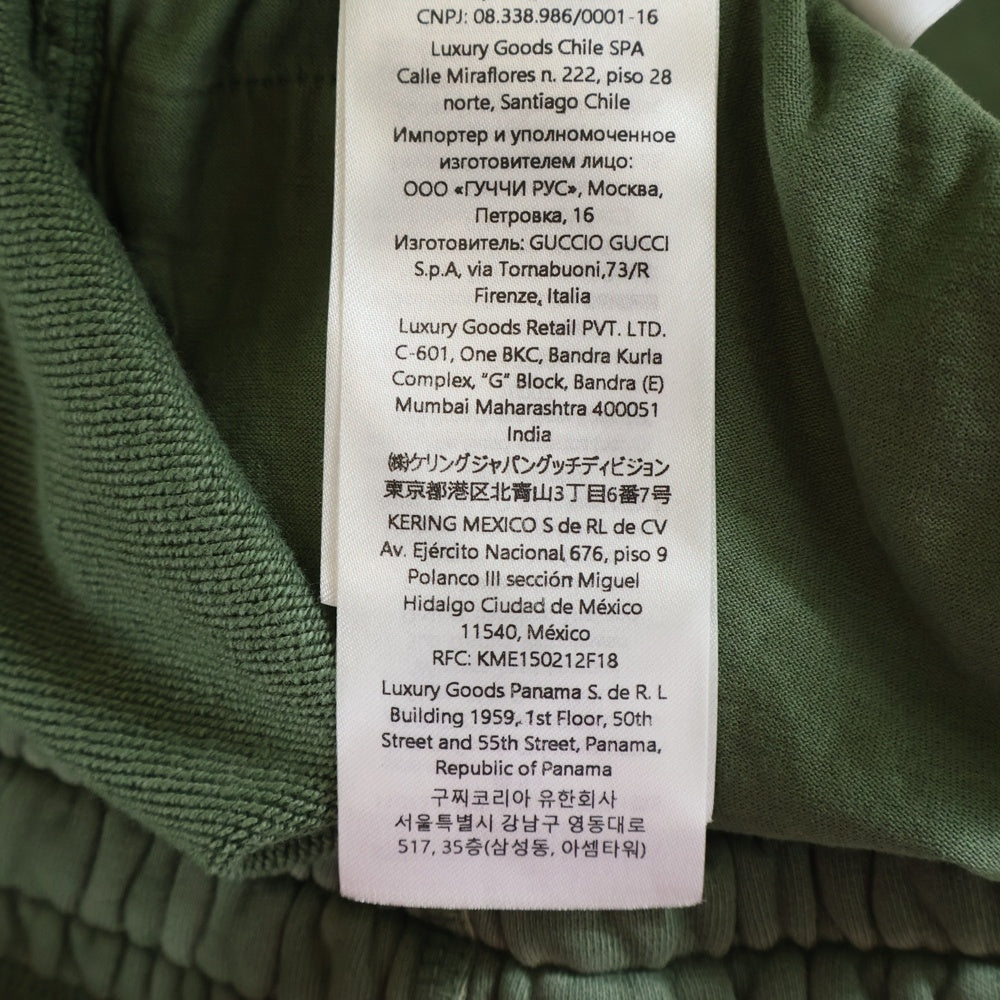 CNPJ: 08.338.986/0001-16
Luxury Goods Chile SPA
Calle Miraflores n. 222, piso 28
norte, Santiago Chile
Импортер и уполномоченное
изготовителем лицо:
ООО «ГУЧЧИ РУС», Москва,
Петровка, 16
Изготовитель: GUCCIO GUCCI
S.p.A, via Tornabuoni,73/R
Firenze, Italia
Luxury Goods Retail PVT. LTD.
C-601, One BKC, Bandra Kurla
Complex, "G" Block, Bandra (E)
Mumbai Maharashtra 400051
India
㈱ケリングジャパングッチディビジョン
東京都港区北青山3丁目6番7号
KERING MEXICO S de RL de CV
Av. Ejército Nacional 676, piso 9
Polanco III sección Miguel
Hidalgo Ciudad de México
11540, México
RFC: KME150212F18
Luxury Goods Panama S. de R. L
Building 1959, 1st Floor, 50th
Street and 55th Street, Panama,
Republic of Panama
구찌코리아 유한회사
서울특별시 강남구 영동대로
517, 35층(삼성동, 아셈타워)